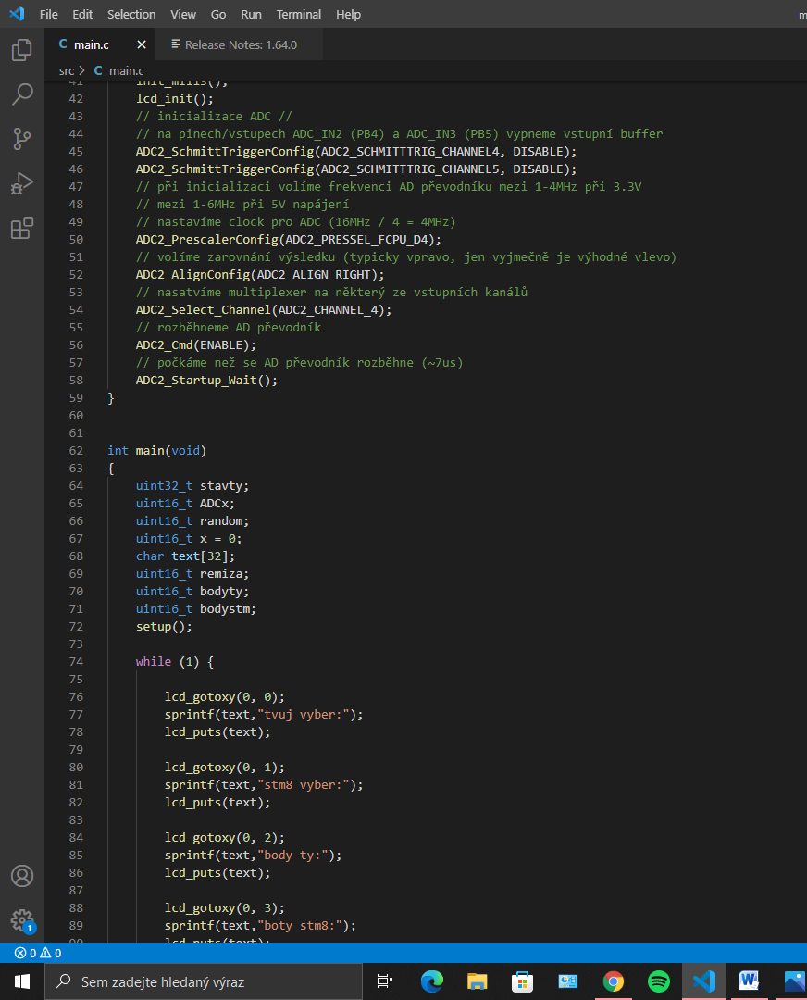 File Edit Selection View Go Run Terminal Help
C main.c × Release Notes: 1.64.0
src > C main.c
41 init_milis();
42 lcd_init();
43 // inicializace ADC //
44 // na pinech/vstupech ADC_IN2 (PB4) a ADC_IN3 (PB5) vypneme vstupní buffer
45 ADC2_SchmittTriggerConfig(ADC2_SCHMITTTRIG_CHANNEL4, DISABLE);
46 ADC2_SchmittTriggerConfig(ADC2_SCHMITTTRIG_CHANNEL5, DISABLE);
47 // při inicializaci volíme frekvenci AD převodníku mezi 1-4MHz při 3.3V
48 // mezi 1-6MHz při 5V napájení
49 // nastavíme clock pro ADC (16MHz / 4 = 4MHz)
50 ADC2_PrescalerConfig(ADC2_PRESSEL_FCPU_D4);
51 // volíme zarovnání výsledku (typicky vpravo, jen vyjmečně je výhodné vlevo)
52 ADC2_AlignConfig(ADC2_ALIGN_RIGHT);
53 // nasatvíme multiplexer na některý ze vstupních kanálů
54 ADC2_Select_Channel(ADC2_CHANNEL_4);
55 // rozběhneme AD převodník
56 ADC2_Cmd(ENABLE);
57 // počkáme než se AD převodník rozběhne (~7us)
58 ADC2_Startup_Wait();
59 }
60
61
62 int main(void)
63 {
64 uint32_t stavty;
65 uint16_t ADCx;
66 uint16_t random;
67 uint16_t x = 0;
68 char text[32];
69 uint16_t remiza;
70 uint16_t bodyty;
71 uint16_t bodystm;
72 setup();
73
74 while (1) {
75
76 lcd_gotoxy(0, 0);
77 sprintf(text,"tvuj vyber:");
78 lcd_puts(text);
79
80 lcd_gotoxy(0, 1);
81 sprintf(text,"stm8 vyber:");
82 lcd_puts(text);
83
84 lcd_gotoxy(0, 2);
85 sprintf(text,"body ty:");
86 lcd_puts(text);
87
88 lcd_gotoxy(0, 3);
89 sprintf(text,"boty stm8:");
90 lcd_puts(text);
1
0 0
Sem zadejte hledaný výraz